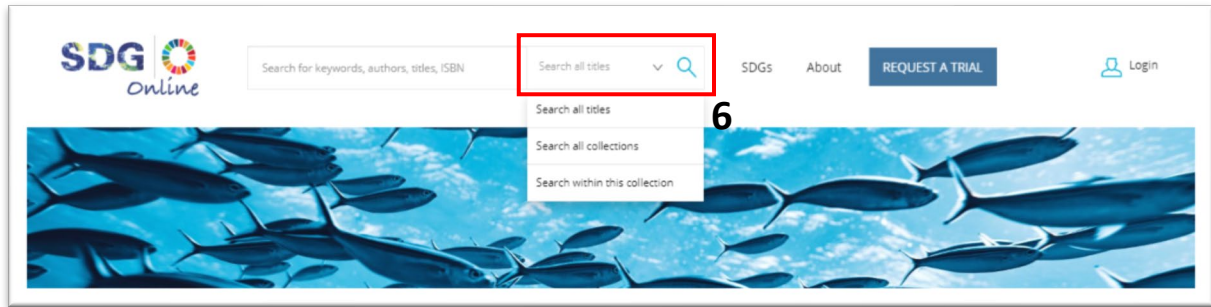 SDG
Online
Search for keywords, authors, titles, ISBN
Search all titles
SDGs
About
REQUEST A TRIAL
Login
Search all titles
Search all collections
Search within this collection
6